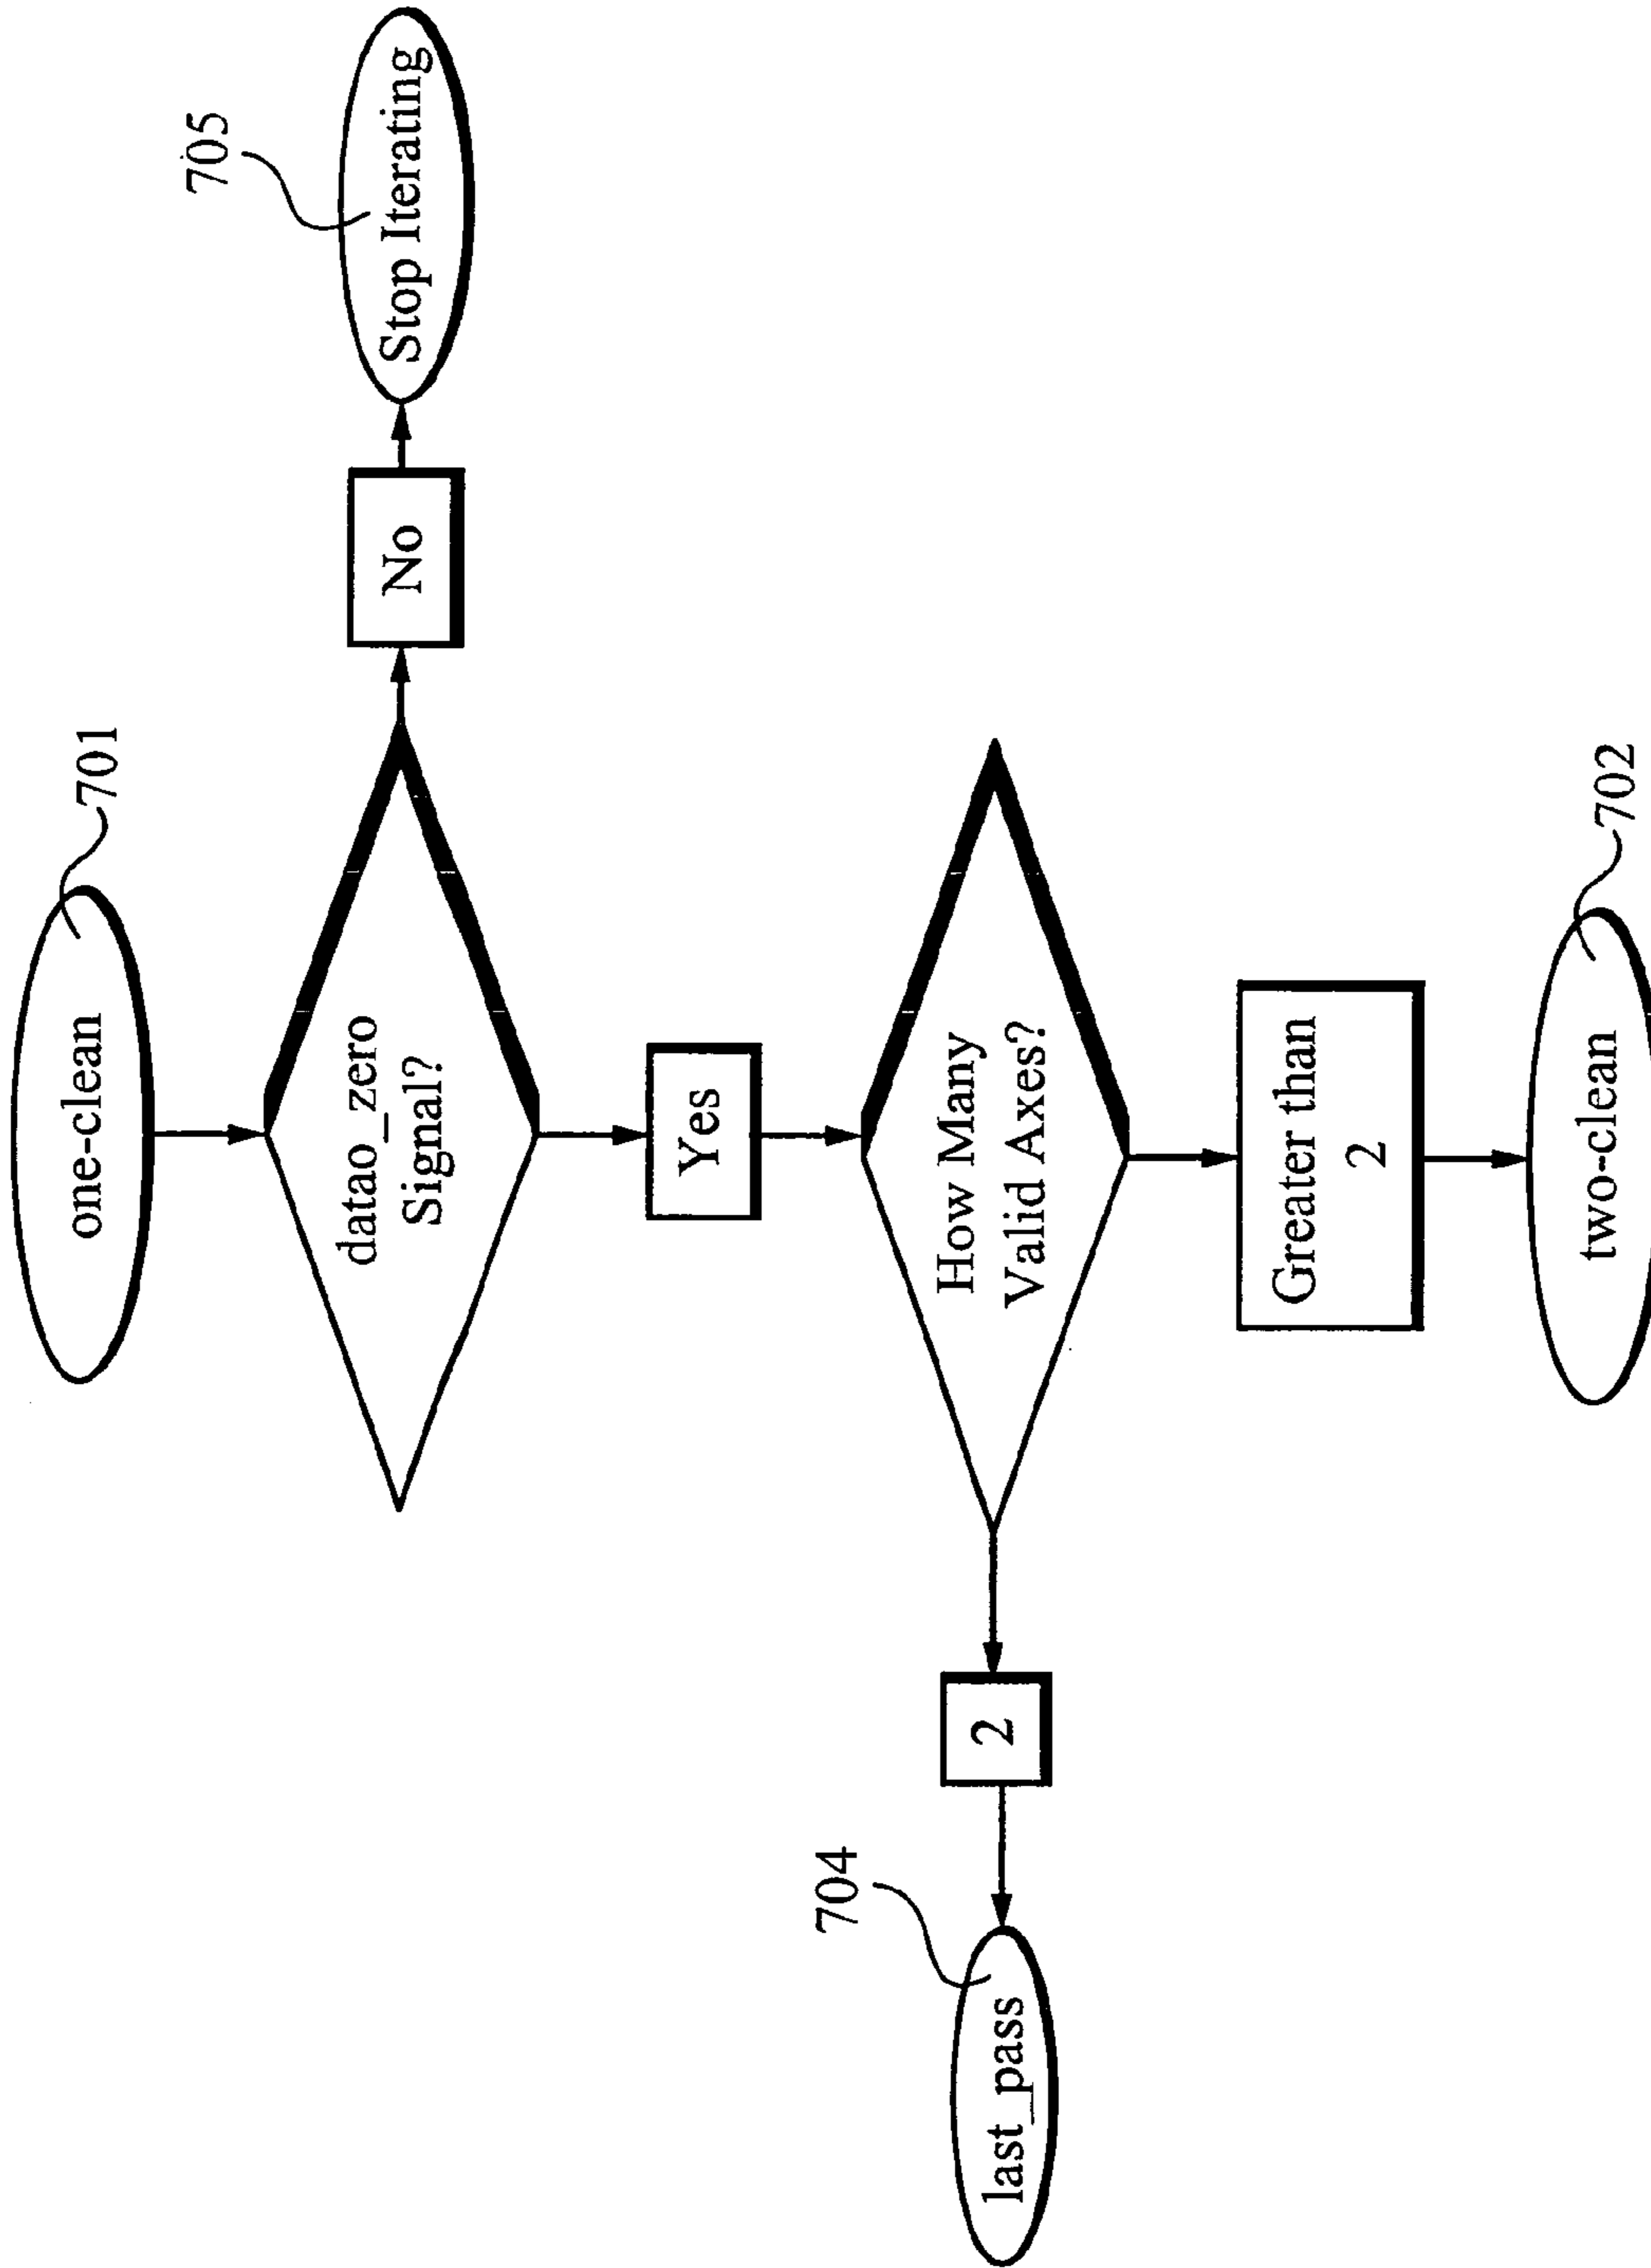 one-clean
701
datao_zero
Signal?
No
Stop Iterating
705
Yes
How Many
Valid Axes?
2
last_pass
704
Greater than
2
two-clean
702